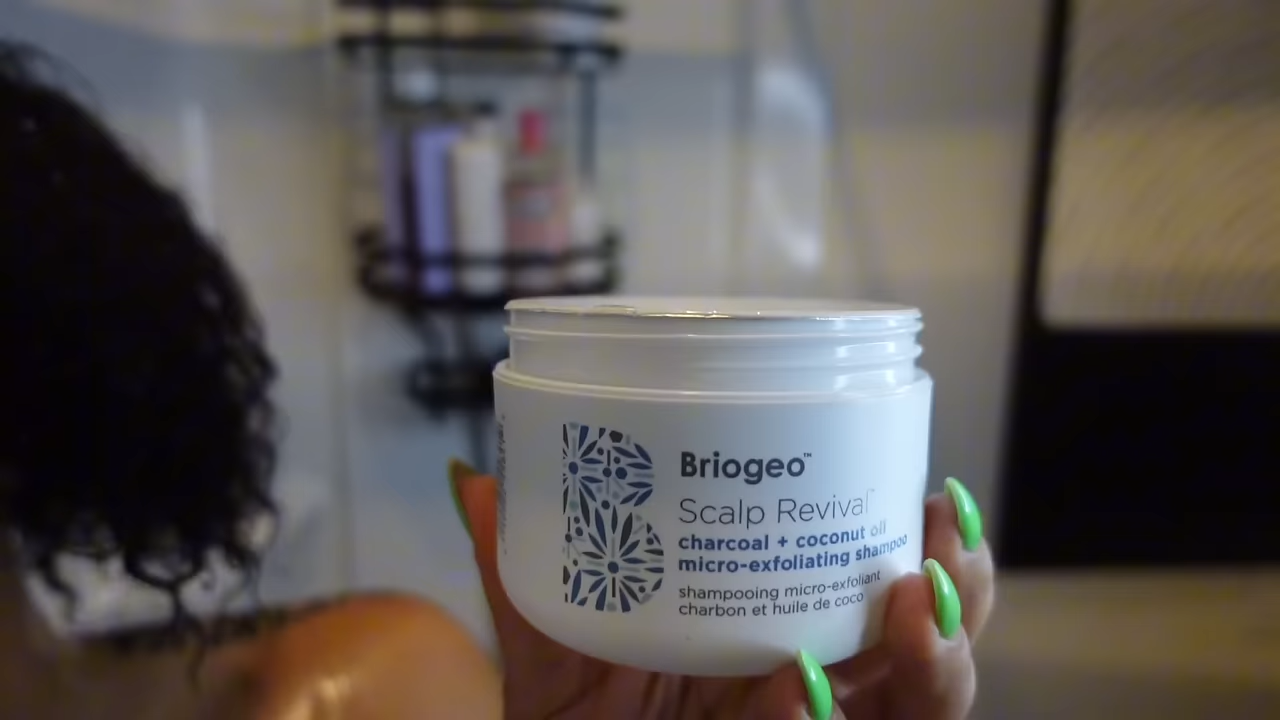 Briogeo™
Scalp Revival™
charcoal + coconut oil
micro-exfoliating shampoo
shampooing micro-exfoliant
charbon et huile de coco